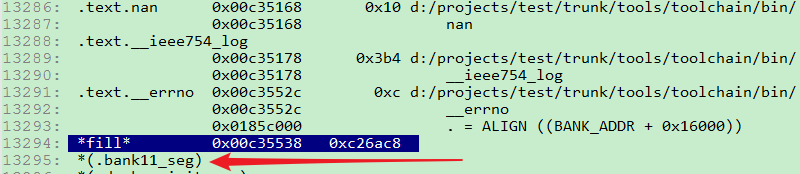 13286: .text.nan 0x00c35168 0x10 d:/projects/test/trunk/tools/toolchain/bin/
13287: 0x00c35168 nan
13288: .text.__ieee754_log
13289: 0x00c35178 0x3b4 d:/projects/test/trunk/tools/toolchain/bin/
13290: 0x00c35178 __ieee754_log
13291: .text.__errno 0x00c3552c 0xc d:/projects/test/trunk/tools/toolchain/bin/
13292: 0x00c3552c __errno
13293: 0x0185c000 . = ALIGN ((BANK_ADDR + 0x16000))
13294: *fill* 0x00c35538 0xc26ac8
13295: *(.bank11_seg)